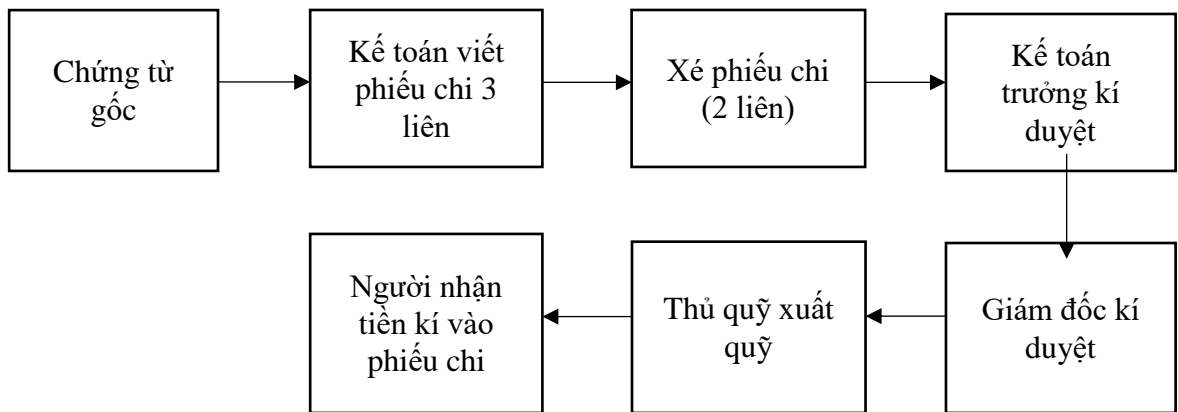 Chứng từ
gốc
Kế toán viết
phiếu chi 3
liên
Xé phiếu chi
(2 liên)
Kế toán
trưởng kí
duyệt
Người nhận
tiền kí vào
phiếu chi
Thủ quỹ xuất
quỹ
Giám đốc kí
duyệt